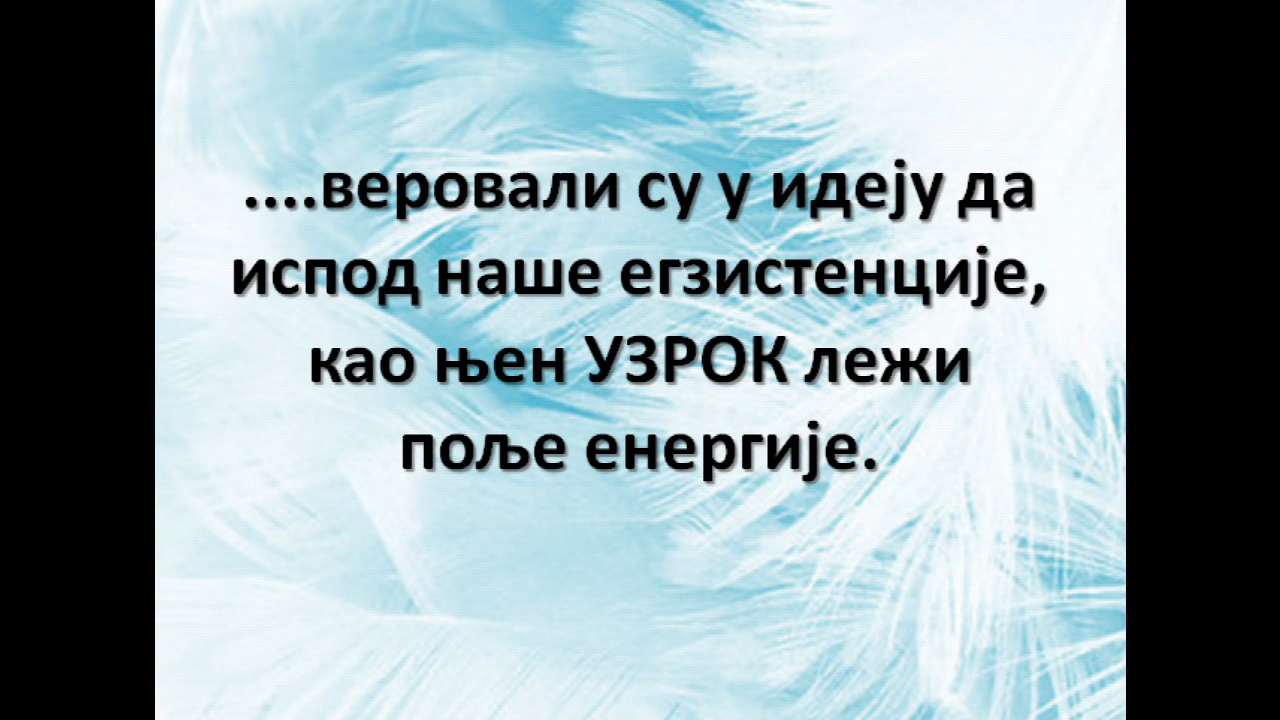 ....веровали су у идеју да
испод наше егзистенције,
као њен УЗРОК лежи
поље енергије.